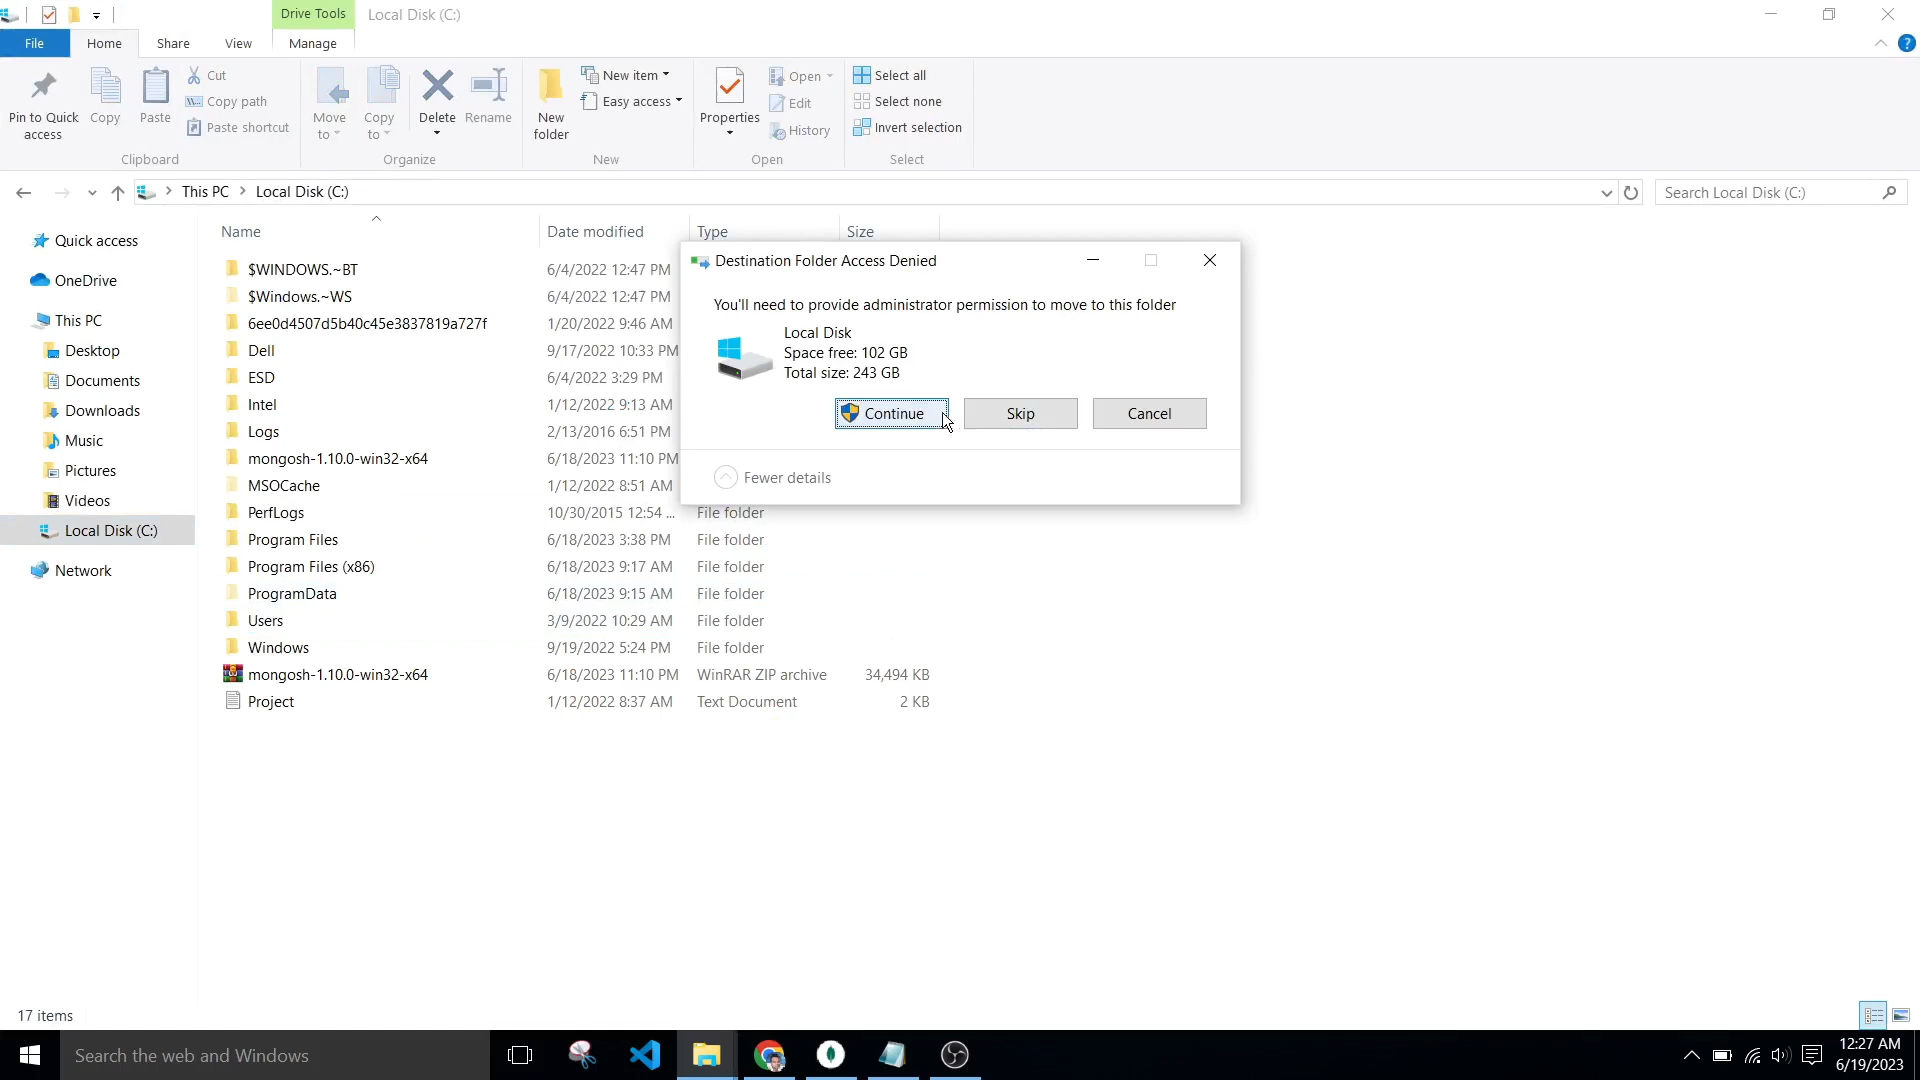 Drive Tools
Local Disk (C:)
File
Home
Share
View
Manage
Pin to Quick access
Copy
Paste
Cut
Copy path
Paste shortcut
Clipboard
Move to
Copy to
Delete
Rename
Organize
New folder
New item
Easy access
New
Properties
Open
Edit
History
Open
Select all
Select none
Invert selection
Select
This PC
Local Disk (C:)
Search Local Disk (C:)
Quick access
OneDrive
This PC
Desktop
Documents
Downloads
Music
Pictures
Videos
Local Disk (C:)
Network
Name Date modified Type Size
$WINDOWS.~BT 6/4/2022 12:47 PM
$Windows.~WS 6/4/2022 12:47 PM
6ee0d4507d5b40c45e3837819a727f 1/20/2022 9:46 AM
Dell 9/17/2022 10:33 PM
ESD 6/4/2022 3:29 PM
Intel 1/12/2022 9:13 AM
Logs 2/13/2016 6:51 PM
mongosh-1.10.0-win32-x64 6/18/2023 11:10 PM
MSOCache 1/12/2022 8:51 AM
PerfLogs 10/30/2015 12:54 ... File folder
Program Files 6/18/2023 3:38 PM File folder
Program Files (x86) 6/18/2023 9:17 AM File folder
ProgramData 6/18/2023 9:15 AM File folder
Users 3/9/2022 10:29 AM File folder
Windows 9/19/2022 5:24 PM File folder
mongosh-1.10.0-win32-x64 6/18/2023 11:10 PM WinRAR ZIP archive 34,494 KB
Project 1/12/2022 8:37 AM Text Document 2 KB
Destination Folder Access Denied
You'll need to provide administrator permission to move to this folder
Local Disk
Space free: 102 GB
Total size: 243 GB
Continue
Skip
Cancel
Fewer details
17 items
Search the web and Windows
12:27 AM
6/19/2023